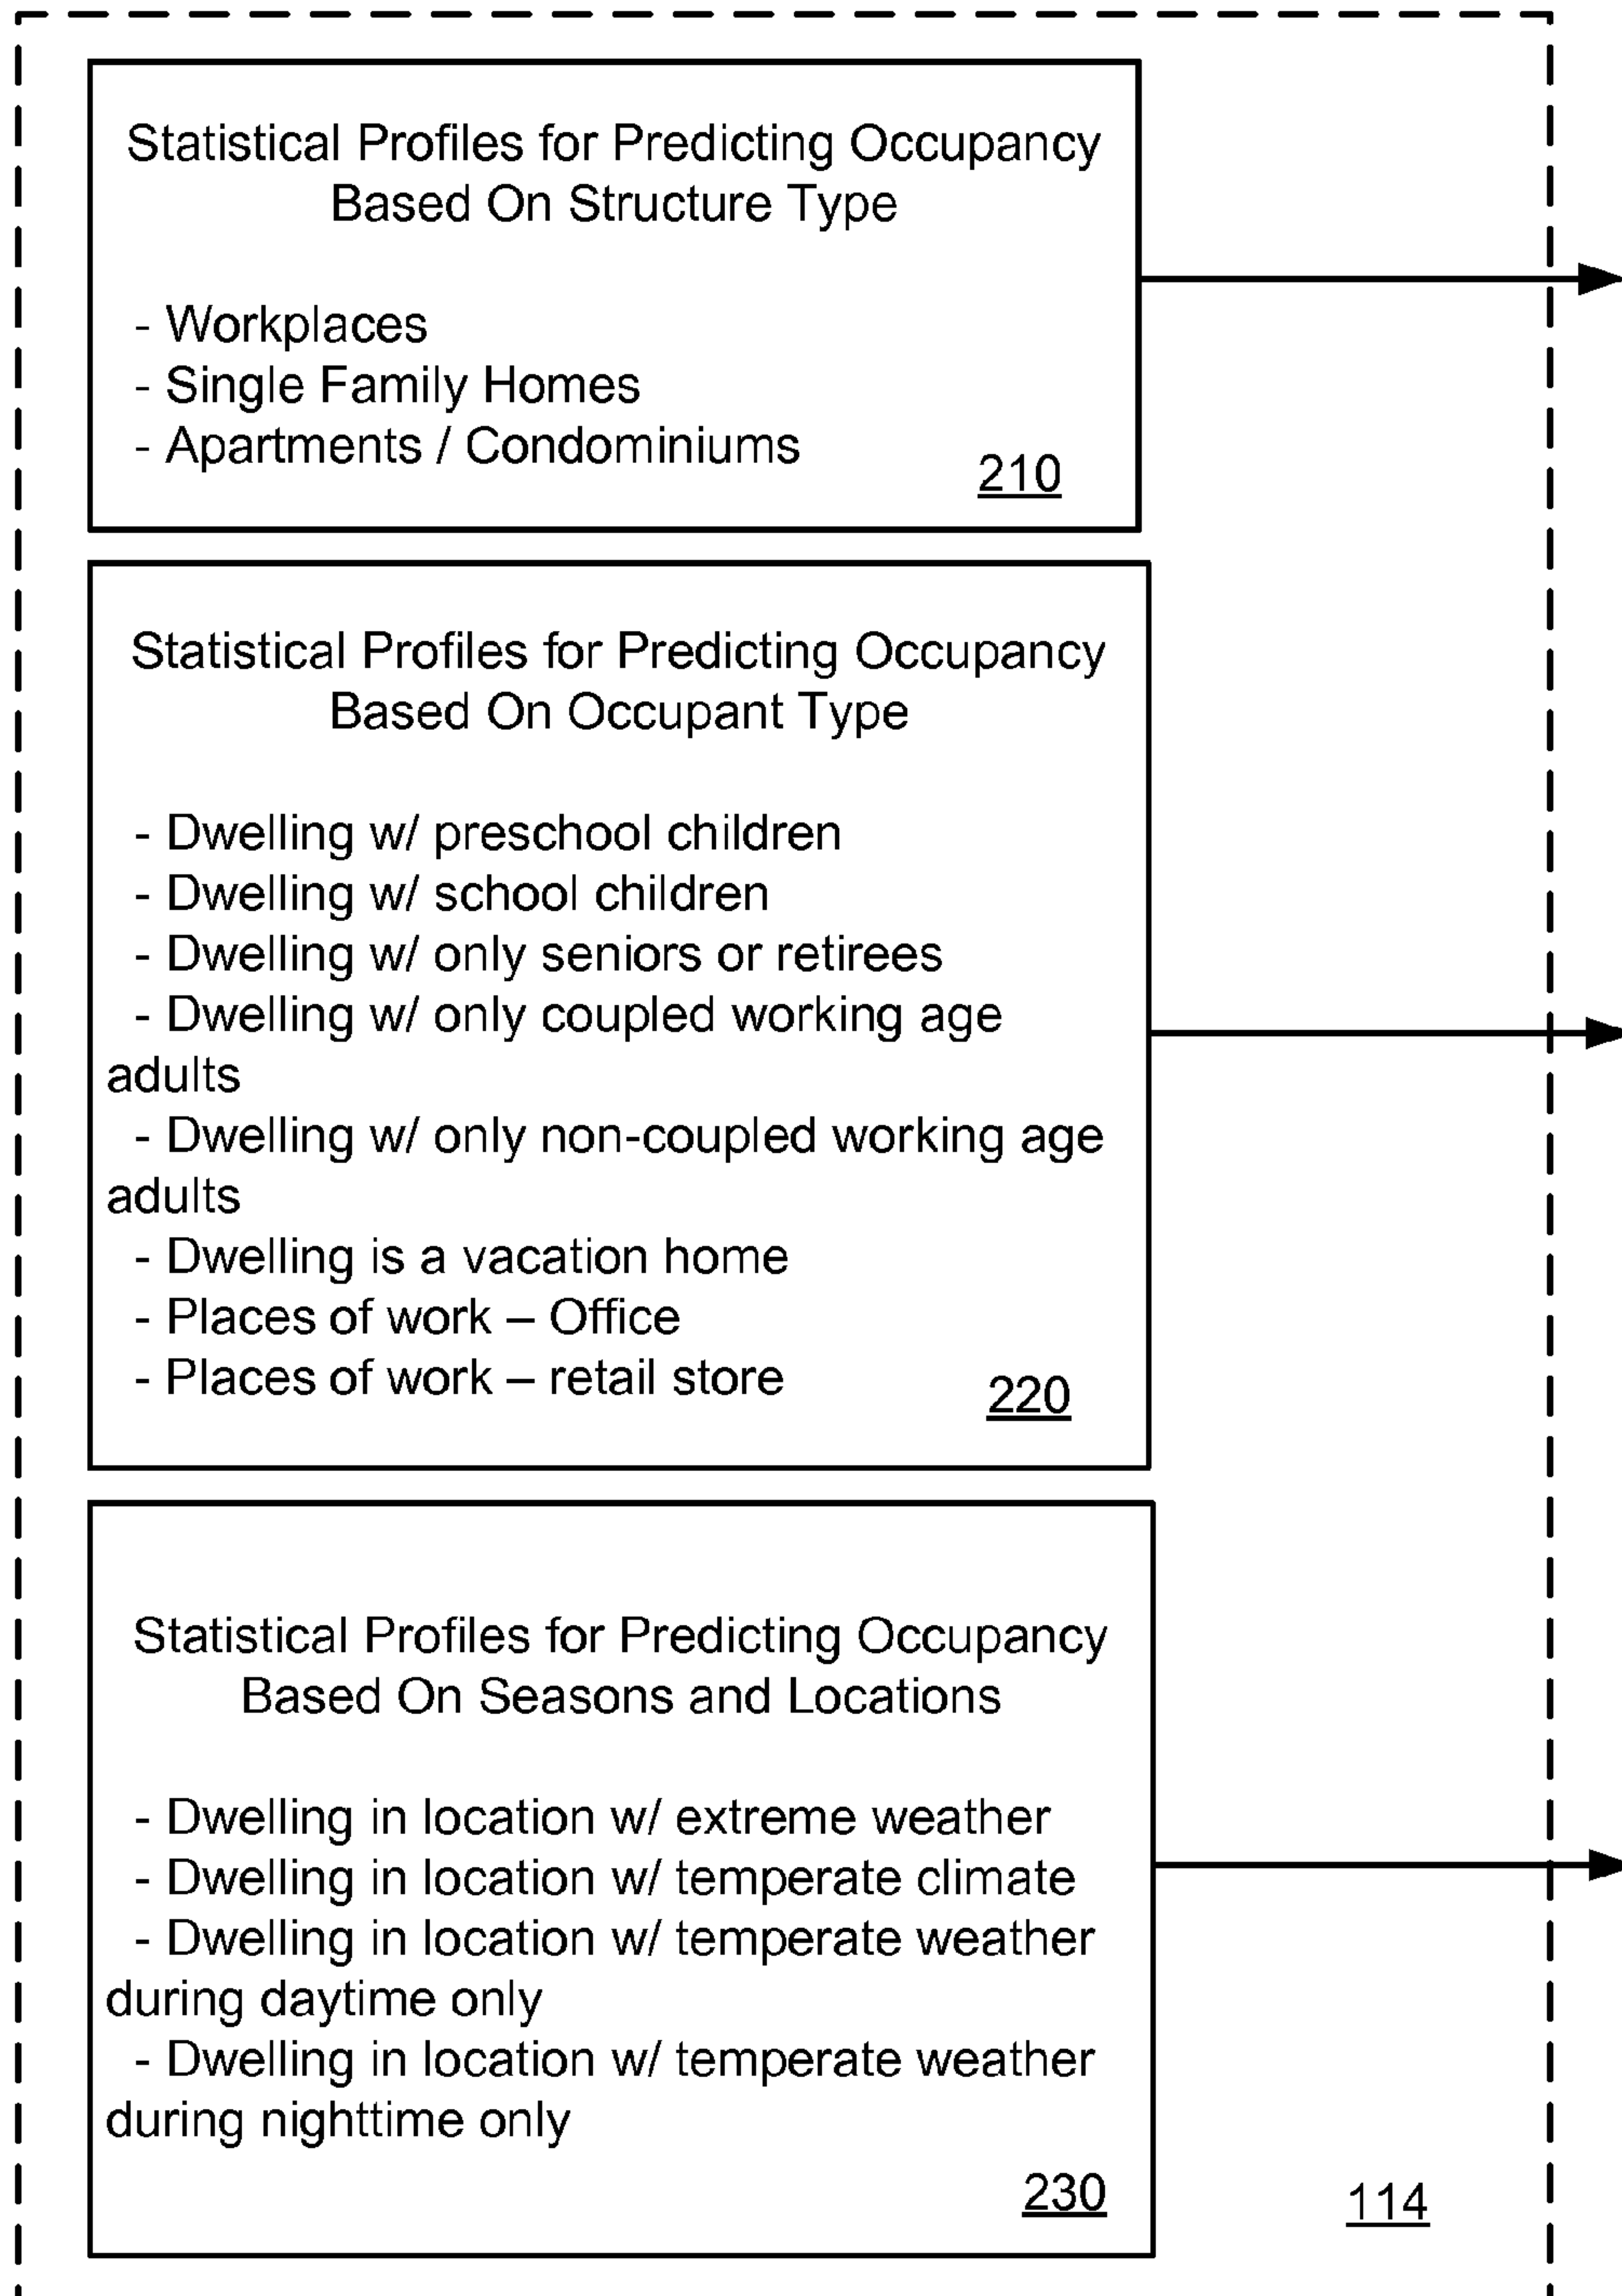 Statistical Profiles for Predicting Occupancy
Based On Structure Type
- Workplaces
- Single Family Homes
- Apartments / Condominiums
210
Statistical Profiles for Predicting Occupancy
Based On Occupant Type
- Dwelling w/ preschool children
- Dwelling w/ school children
- Dwelling w/ only seniors or retirees
- Dwelling w/ only coupled working age
adults
- Dwelling w/ only non-coupled working age
adults
- Dwelling is a vacation home
- Places of work – Office
- Places of work – retail store
220
Statistical Profiles for Predicting Occupancy
Based On Seasons and Locations
- Dwelling in location w/ extreme weather
- Dwelling in location w/ temperate climate
- Dwelling in location w/ temperate weather
during daytime only
- Dwelling in location w/ temperate weather
during nighttime only
230
114